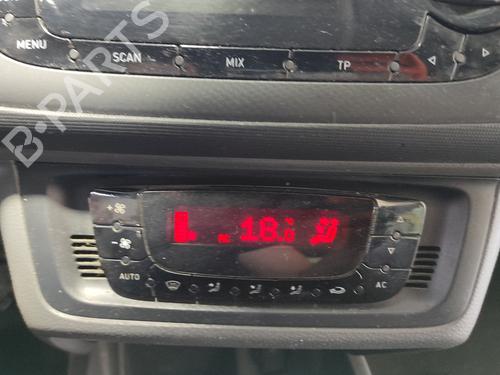 MENU
SCAN
MIX
TP
B-PARTS
18.0
AUTO
AC